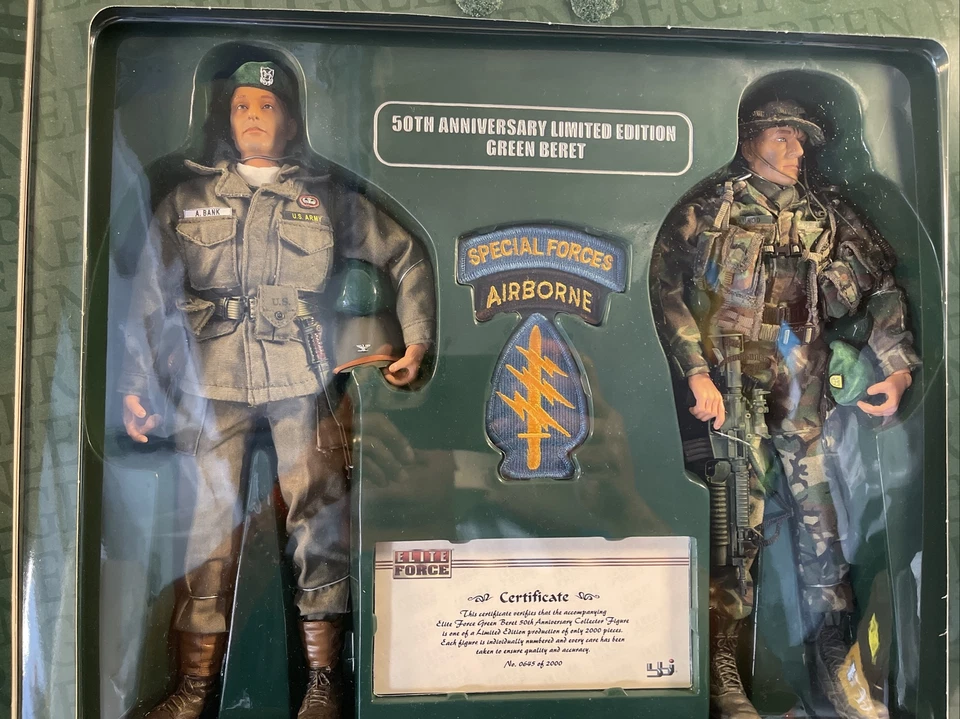 GREEN BERET
50TH ANNIVERSARY LIMITED EDITION
GREEN BERET
A. BANK
U.S. ARMY
U.S.
SPECIAL FORCES
AIRBORNE
ELITE
FORCE
Certificate
This certificate verifies that the accompanying
Elite Force Green Beret 50th Anniversary Collector Figure
is one of a Limited Edition production of only 2000 pieces.
Each figure is individually numbered and every care has been
taken to ensure quality and accuracy.
No. 0645 of 2000